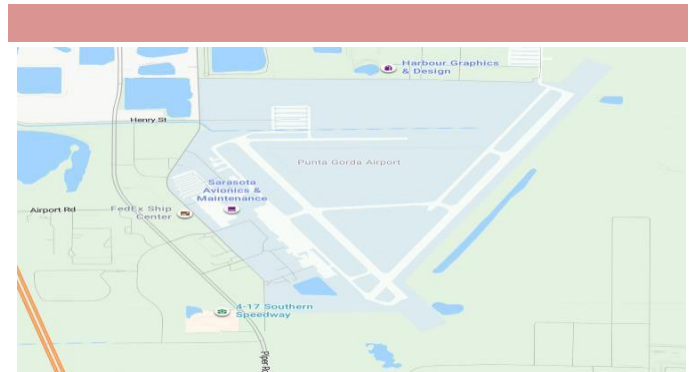 Harbour Graphics
& Design
Henry St
Punta Gorda Airport
Sarasota
Avionics &
Maintenance
Airport Rd
FedEx Ship
Center
4-17 Southern
Speedway
Piper